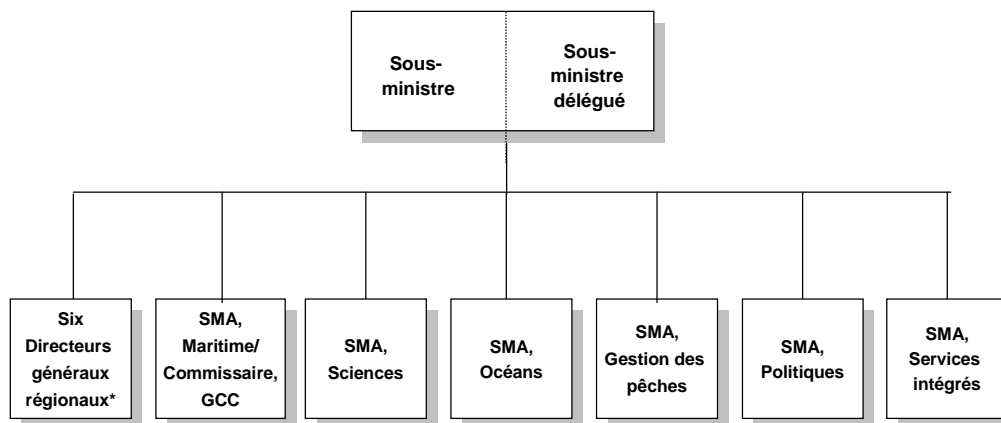 Sous-
ministre
Sous-
ministre
délégué
Six
Directeurs
généraux
régionaux*
SMA,
Maritime/
Commissaire,
GCC
SMA,
Sciences
SMA,
Océans
SMA,
Gestion des
pêches
SMA,
Politiques
SMA,
Services
intégrés